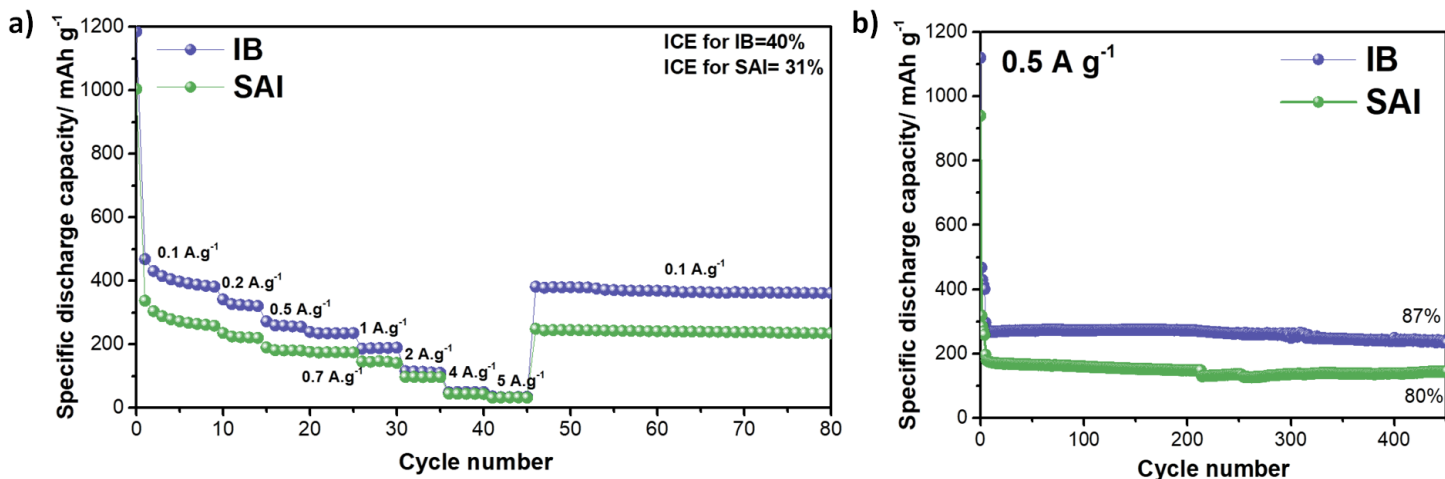 a)
Specific discharge capacity/ mAh g⁻¹
1200
1000
800
600
400
200
0
IB
SAI
ICE for IB=40%
ICE for SAI= 31%
0.1 A.g⁻¹
0.2 A.g⁻¹
0.5 A.g⁻¹
0.7 A.g⁻¹
1 A.g⁻¹
2 A.g⁻¹
4 A.g⁻¹
5 A.g⁻¹
0.1 A.g⁻¹
0 10 20 30 40 50 60 70 80
Cycle number
b)
Specific discharge capacity/ mAh g⁻¹
1200
1000
800
600
400
200
0
0.5 A g⁻¹
IB
SAI
87%
80%
0 100 200 300 400
Cycle number